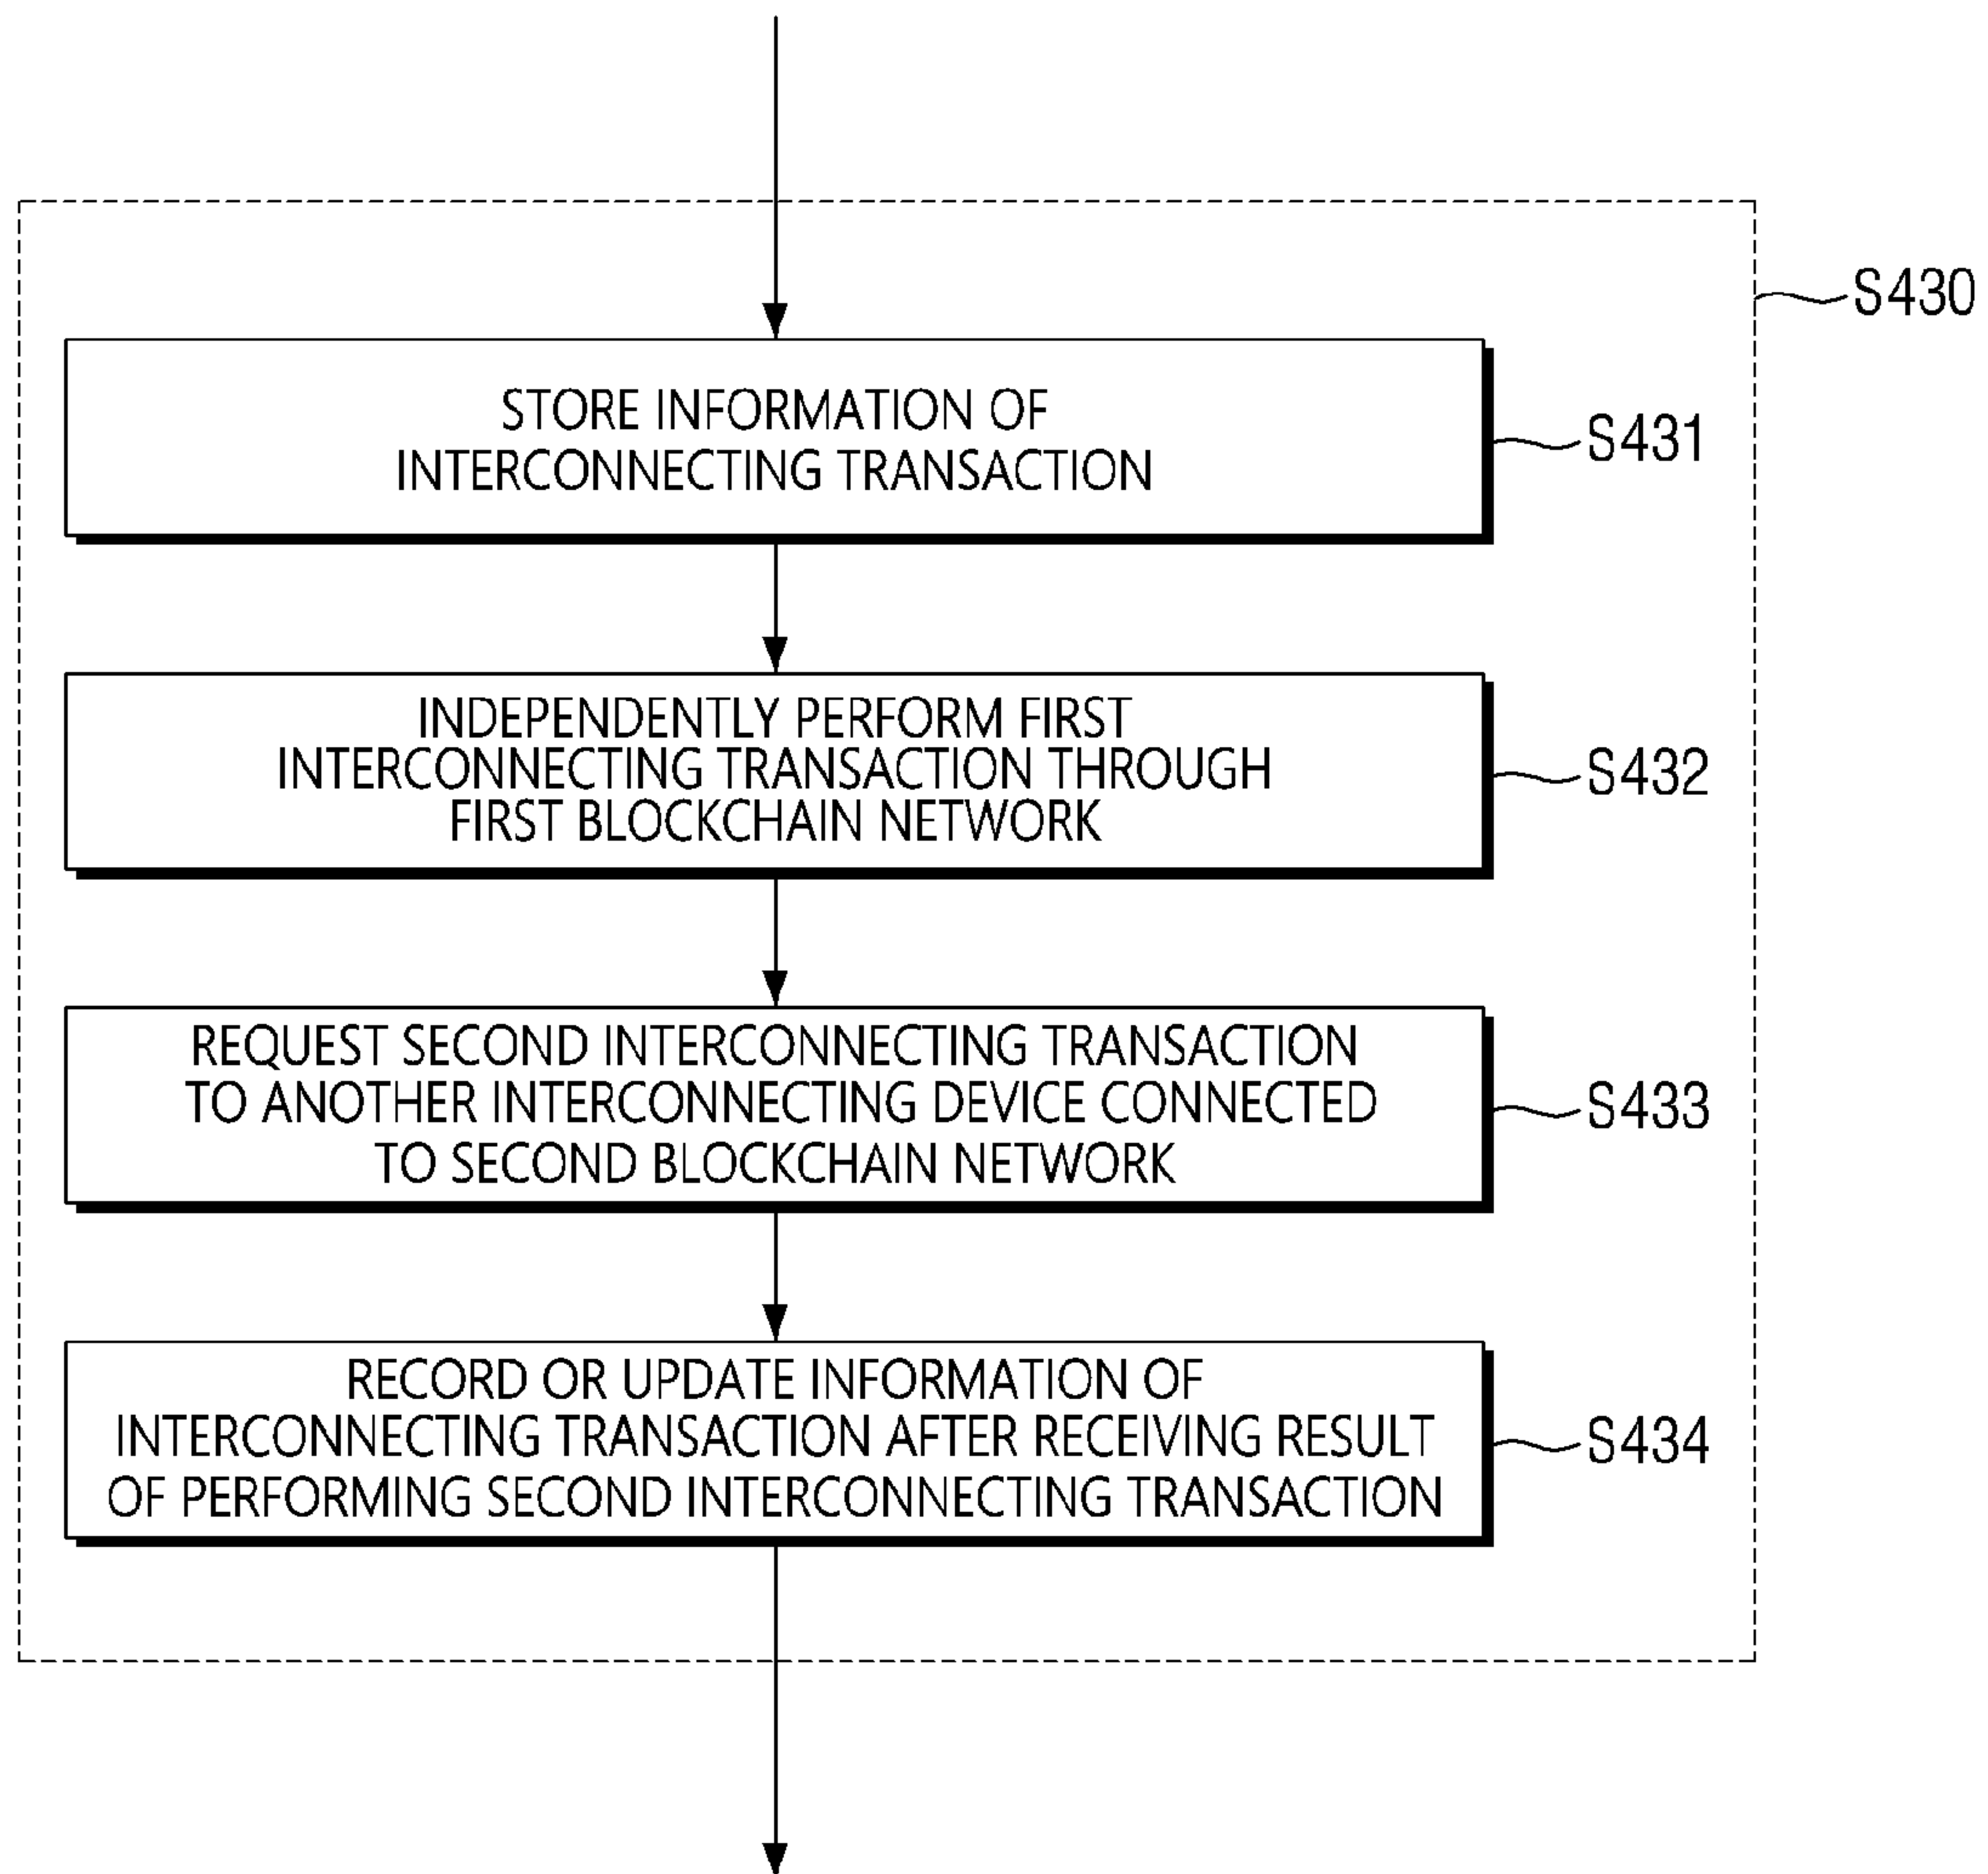 S430
STORE INFORMATION OF
INTERCONNECTING TRANSACTION
S431
INDEPENDENTLY PERFORM FIRST
INTERCONNECTING TRANSACTION THROUGH
FIRST BLOCKCHAIN NETWORK
S432
REQUEST SECOND INTERCONNECTING TRANSACTION
TO ANOTHER INTERCONNECTING DEVICE CONNECTED
TO SECOND BLOCKCHAIN NETWORK
S433
RECORD OR UPDATE INFORMATION OF
INTERCONNECTING TRANSACTION AFTER RECEIVING RESULT
OF PERFORMING SECOND INTERCONNECTING TRANSACTION
S434